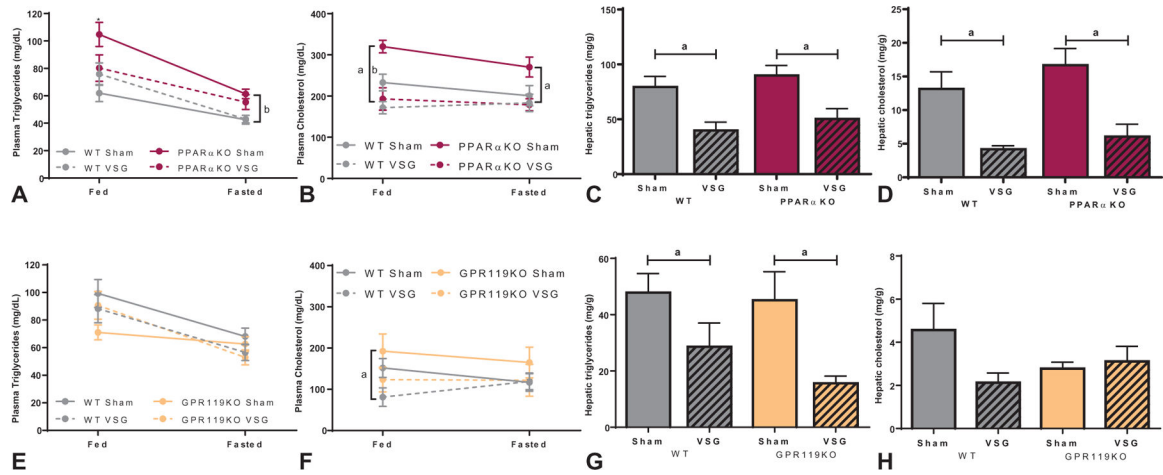 Plasma Triglycerides (mg/dL)
120
100
80
60
40
20
0
*
b
WT Sham
PPARαKO Sham
WT VSG
PPARαKO VSG
Fed
Fasted
A
Plasma Cholesterol (mg/dL)
400
300
200
100
0
a
b
a
WT Sham
PPARαKO Sham
WT VSG
PPARαKO VSG
Fed
Fasted
B
Hepatic triglycerides (mg/g)
150
100
50
0
a
a
Sham
VSG
Sham
VSG
WT
PPARα KO
C
Hepatic cholesterol (mg/g)
25
20
15
10
5
0
a
a
Sham
VSG
Sham
VSG
WT
PPARα KO
D
Plasma Triglycerides (mg/dL)
120
100
80
60
40
20
0
WT Sham
GPR119KO Sham
WT VSG
GPR119KO VSG
Fed
Fasted
E
Plasma Cholesterol (mg/dL)
400
300
200
100
0
WT Sham
GPR119KO Sham
WT VSG
GPR119KO VSG
a
Fed
Fasted
F
Hepatic triglycerides (mg/g)
60
40
20
0
a
a
Sham
VSG
Sham
VSG
WT
GPR119KO
G
Hepatic cholesterol (mg/g)
8
6
4
2
0
Sham
VSG
Sham
VSG
WT
GPR119KO
H